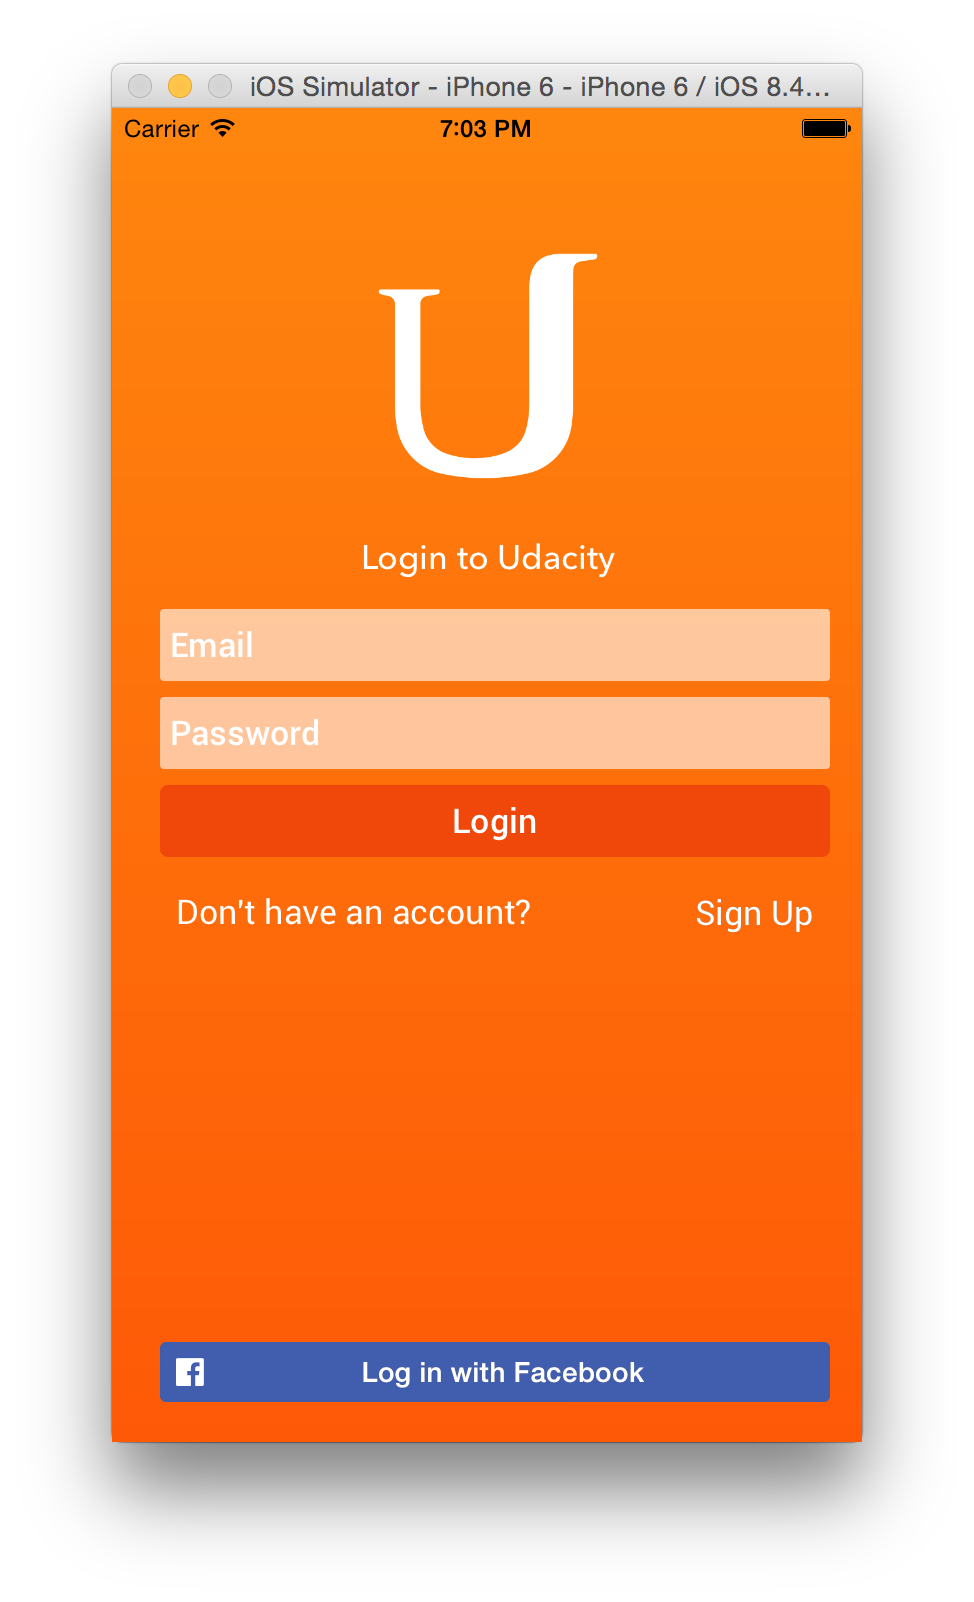 iOS Simulator - iPhone 6 - iPhone 6 / iOS 8.4...
Carrier 7:03 PM
U
Login to Udacity
Email
Password
Login
Don't have an account? Sign Up
Log in with Facebook